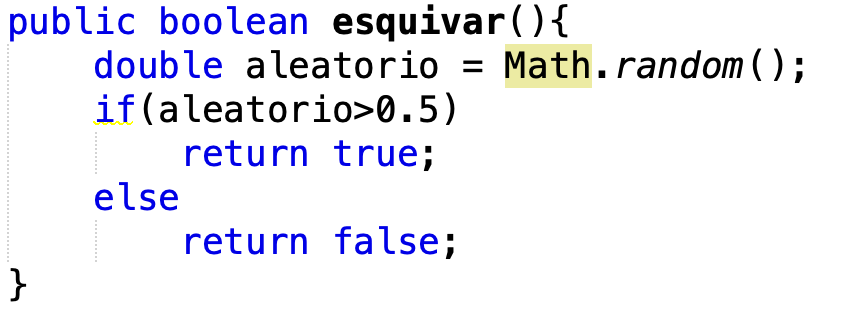 public boolean esquivar(){
    double aleatorio = Math.random();
    if(aleatorio>0.5)
        return true;
    else
        return false;
}